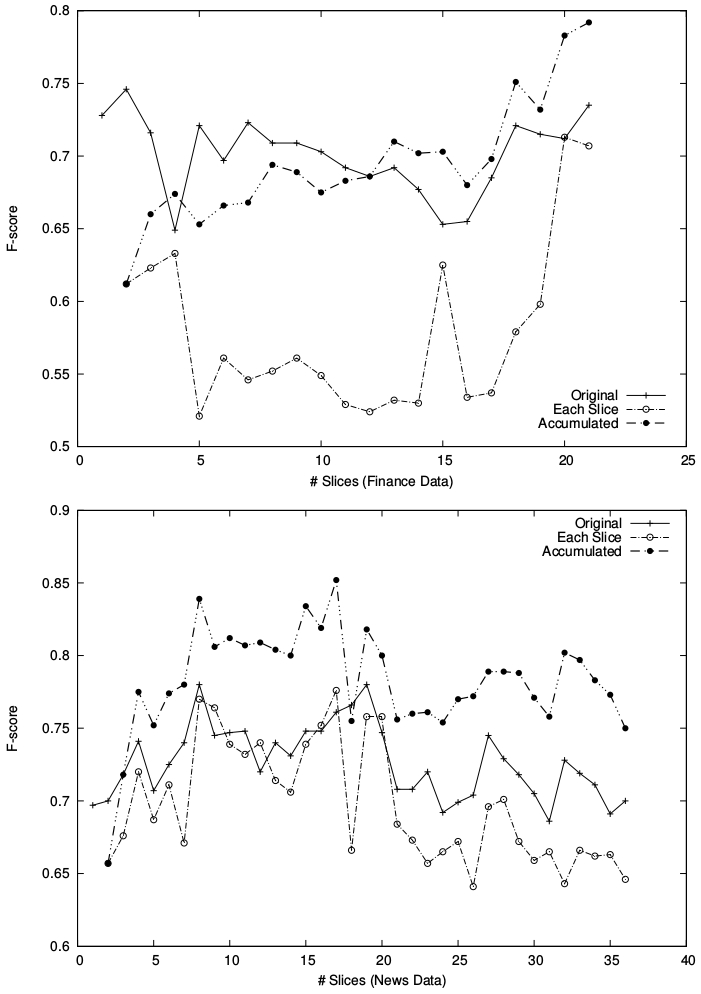 0.8
0.75
0.7
0.65
0.6
0.55
0.5
F-score
Original
Each Slice
Accumulated
0 5 10 15 20 25
# Slices (Finance Data)
0.9
0.85
0.8
0.75
0.7
0.65
0.6
F-score
Original
Each Slice
Accumulated
0 5 10 15 20 25 30 35 40
# Slices (News Data)